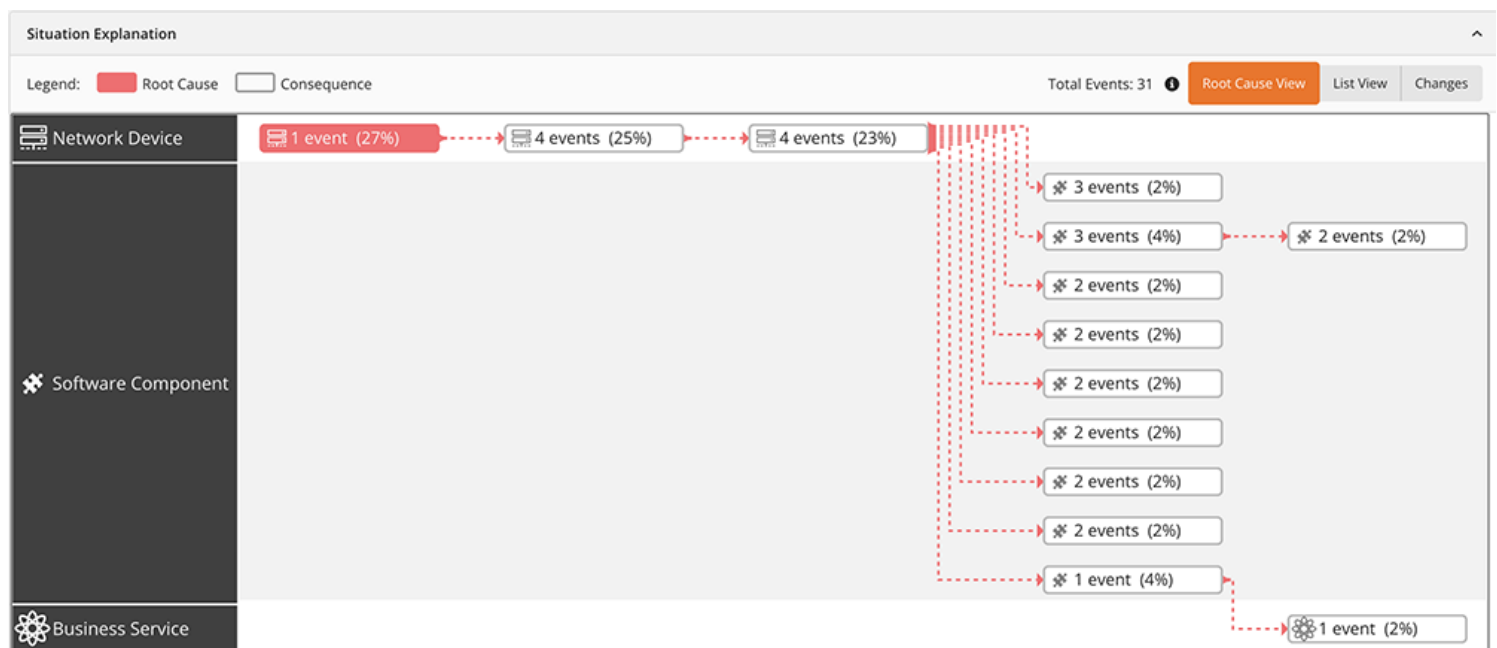 Situation Explanation
Legend: Root Cause Consequence Total Events: 31 Root Cause View List View Changes
Network Device 1 event (27%) 4 events (25%) 4 events (23%)
3 events (2%)
3 events (4%) 2 events (2%)
2 events (2%)
2 events (2%)
Software Component 2 events (2%)
2 events (2%)
2 events (2%)
2 events (2%)
1 event (4%)
Business Service 1 event (2%)